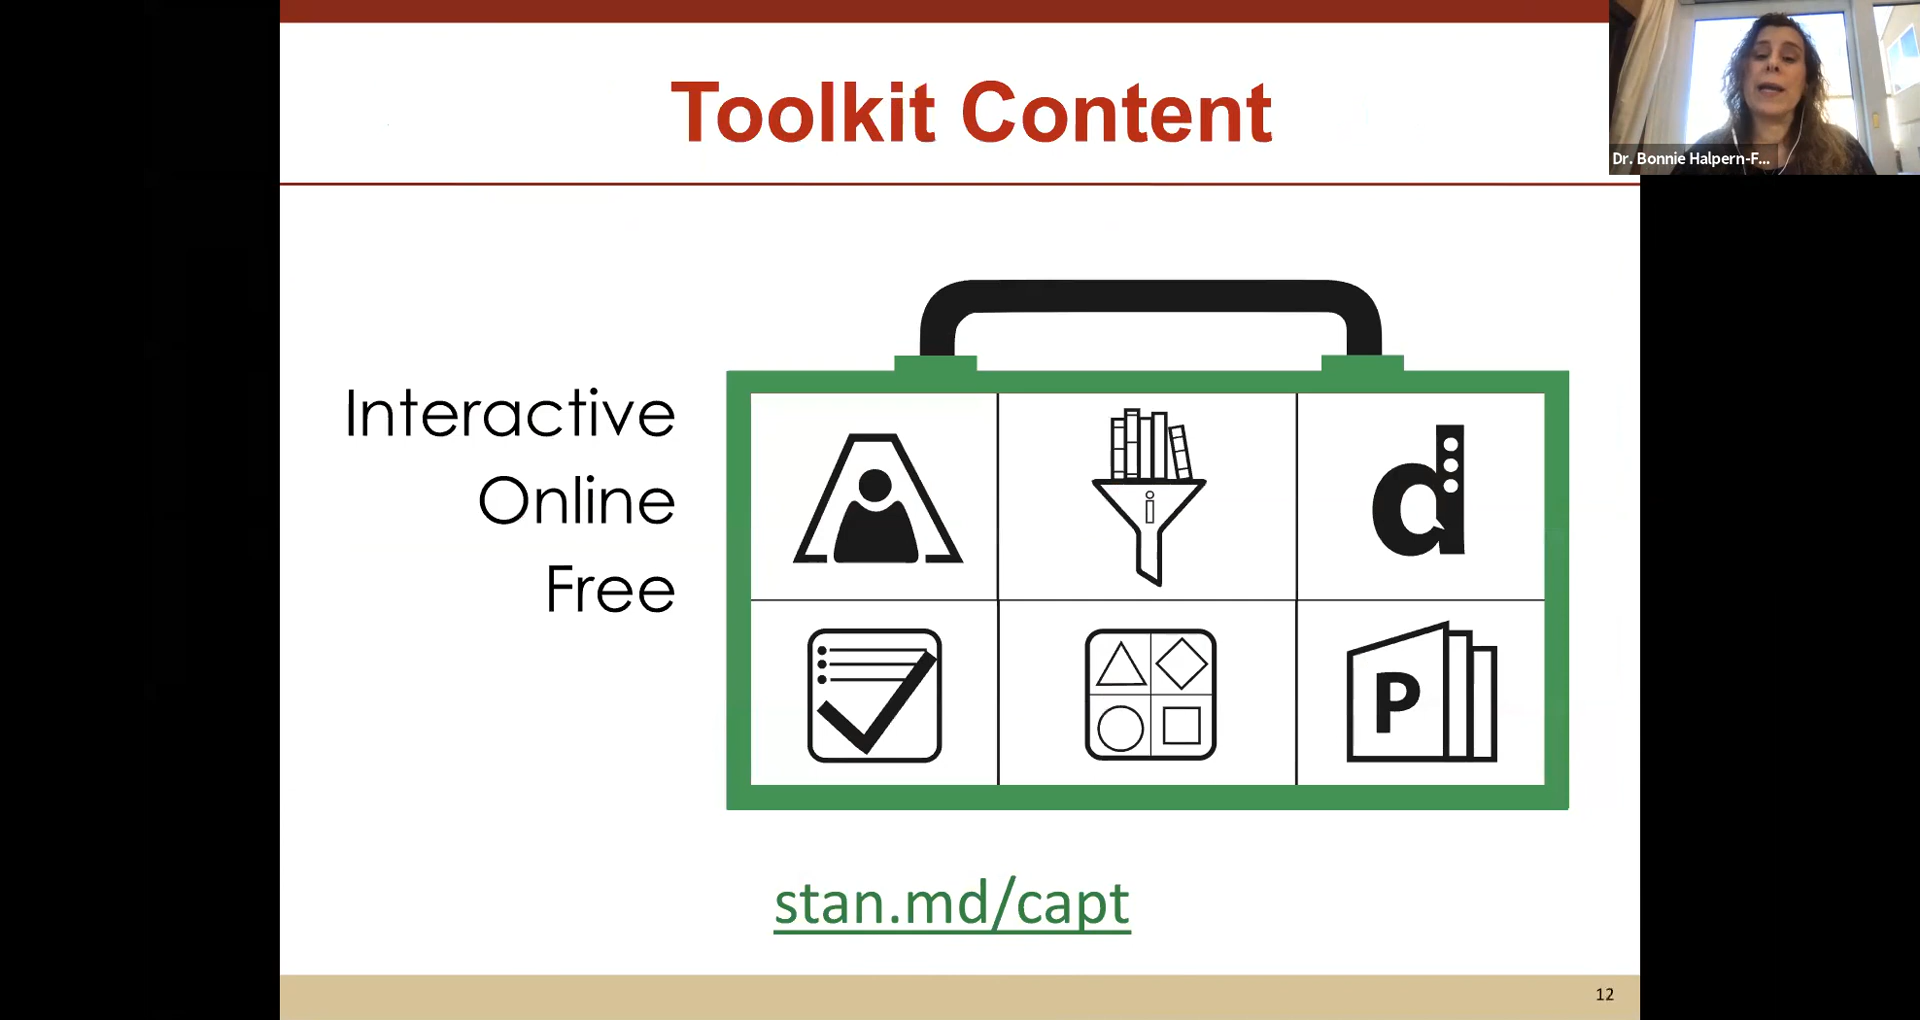 Toolkit Content
Dr. Bonnie Halpern-F...
Interactive
Online
Free
i
d
P
stan.md/capt
12